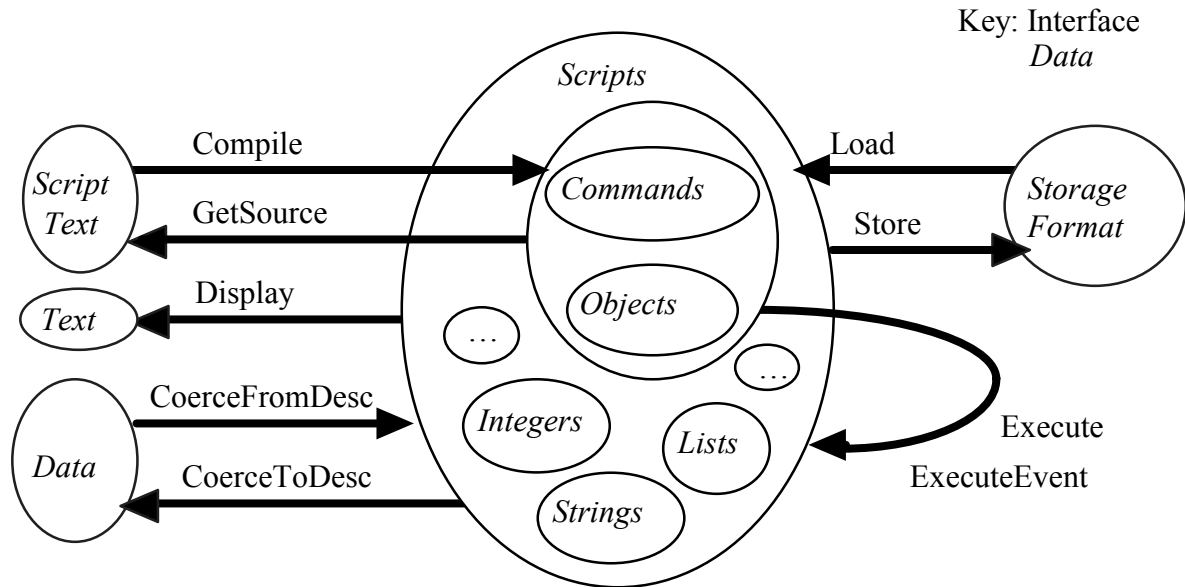 Key: Interface
Data
Scripts
Compile
Load
Script
Text
Commands
Storage
Format
GetSource
Store
Display
Objects
Text
…
…
CoerceFromDesc
Integers
Lists
Execute
Data
CoerceToDesc
ExecuteEvent
Strings